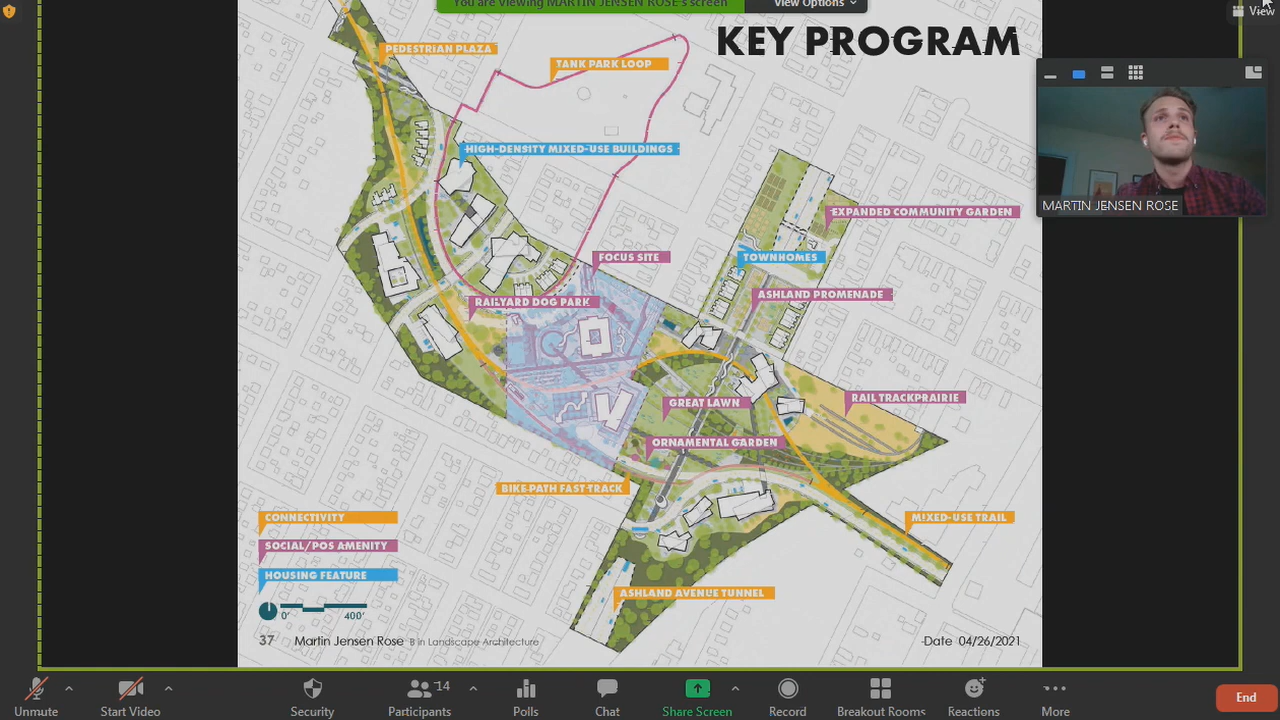 You are viewing MARTIN JENSEN ROSE's screen
View Options
View
KEY PROGRAM
PEDESTRIAN PLAZA
TANK PARK LOOP
HIGH-DENSITY MIXED-USE BUILDINGS
MARTIN JENSEN ROSE
EXPANDED COMMUNITY GARDEN
FOCUS SITE
TOWNHOMES
RAILYARD DOG PARK
ASHLAND PROMENADE
GREAT LAWN
RAIL TRACKPRAIRIE
ORNAMENTAL GARDEN
BIKE PATH FAST-TRACK
CONNECTIVITY
MIXED-USE TRAIL
SOCIAL/POS AMENITY
HOUSING FEATURE
ASHLAND AVENUE TUNNEL
0' 400'
37 Martin Jensen Rose B in Landscape Architecture
Date 04/26/2021
14
Unmute
Start Video
Security
Participants
Polls
Chat
Share Screen
Record
Breakout Rooms
Reactions
More
End